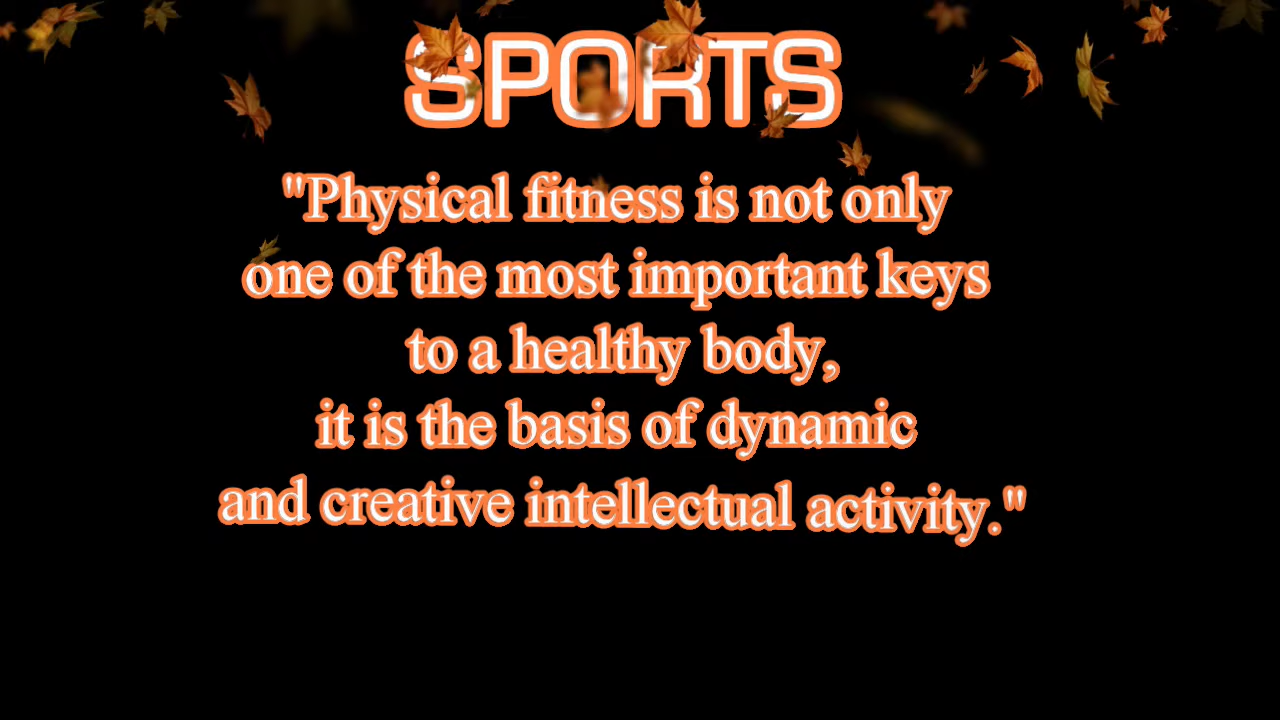 SPORTS
"Physical fitness is not only
one of the most important keys
to a healthy body,
it is the basis of dynamic
and creative intellectual activity."